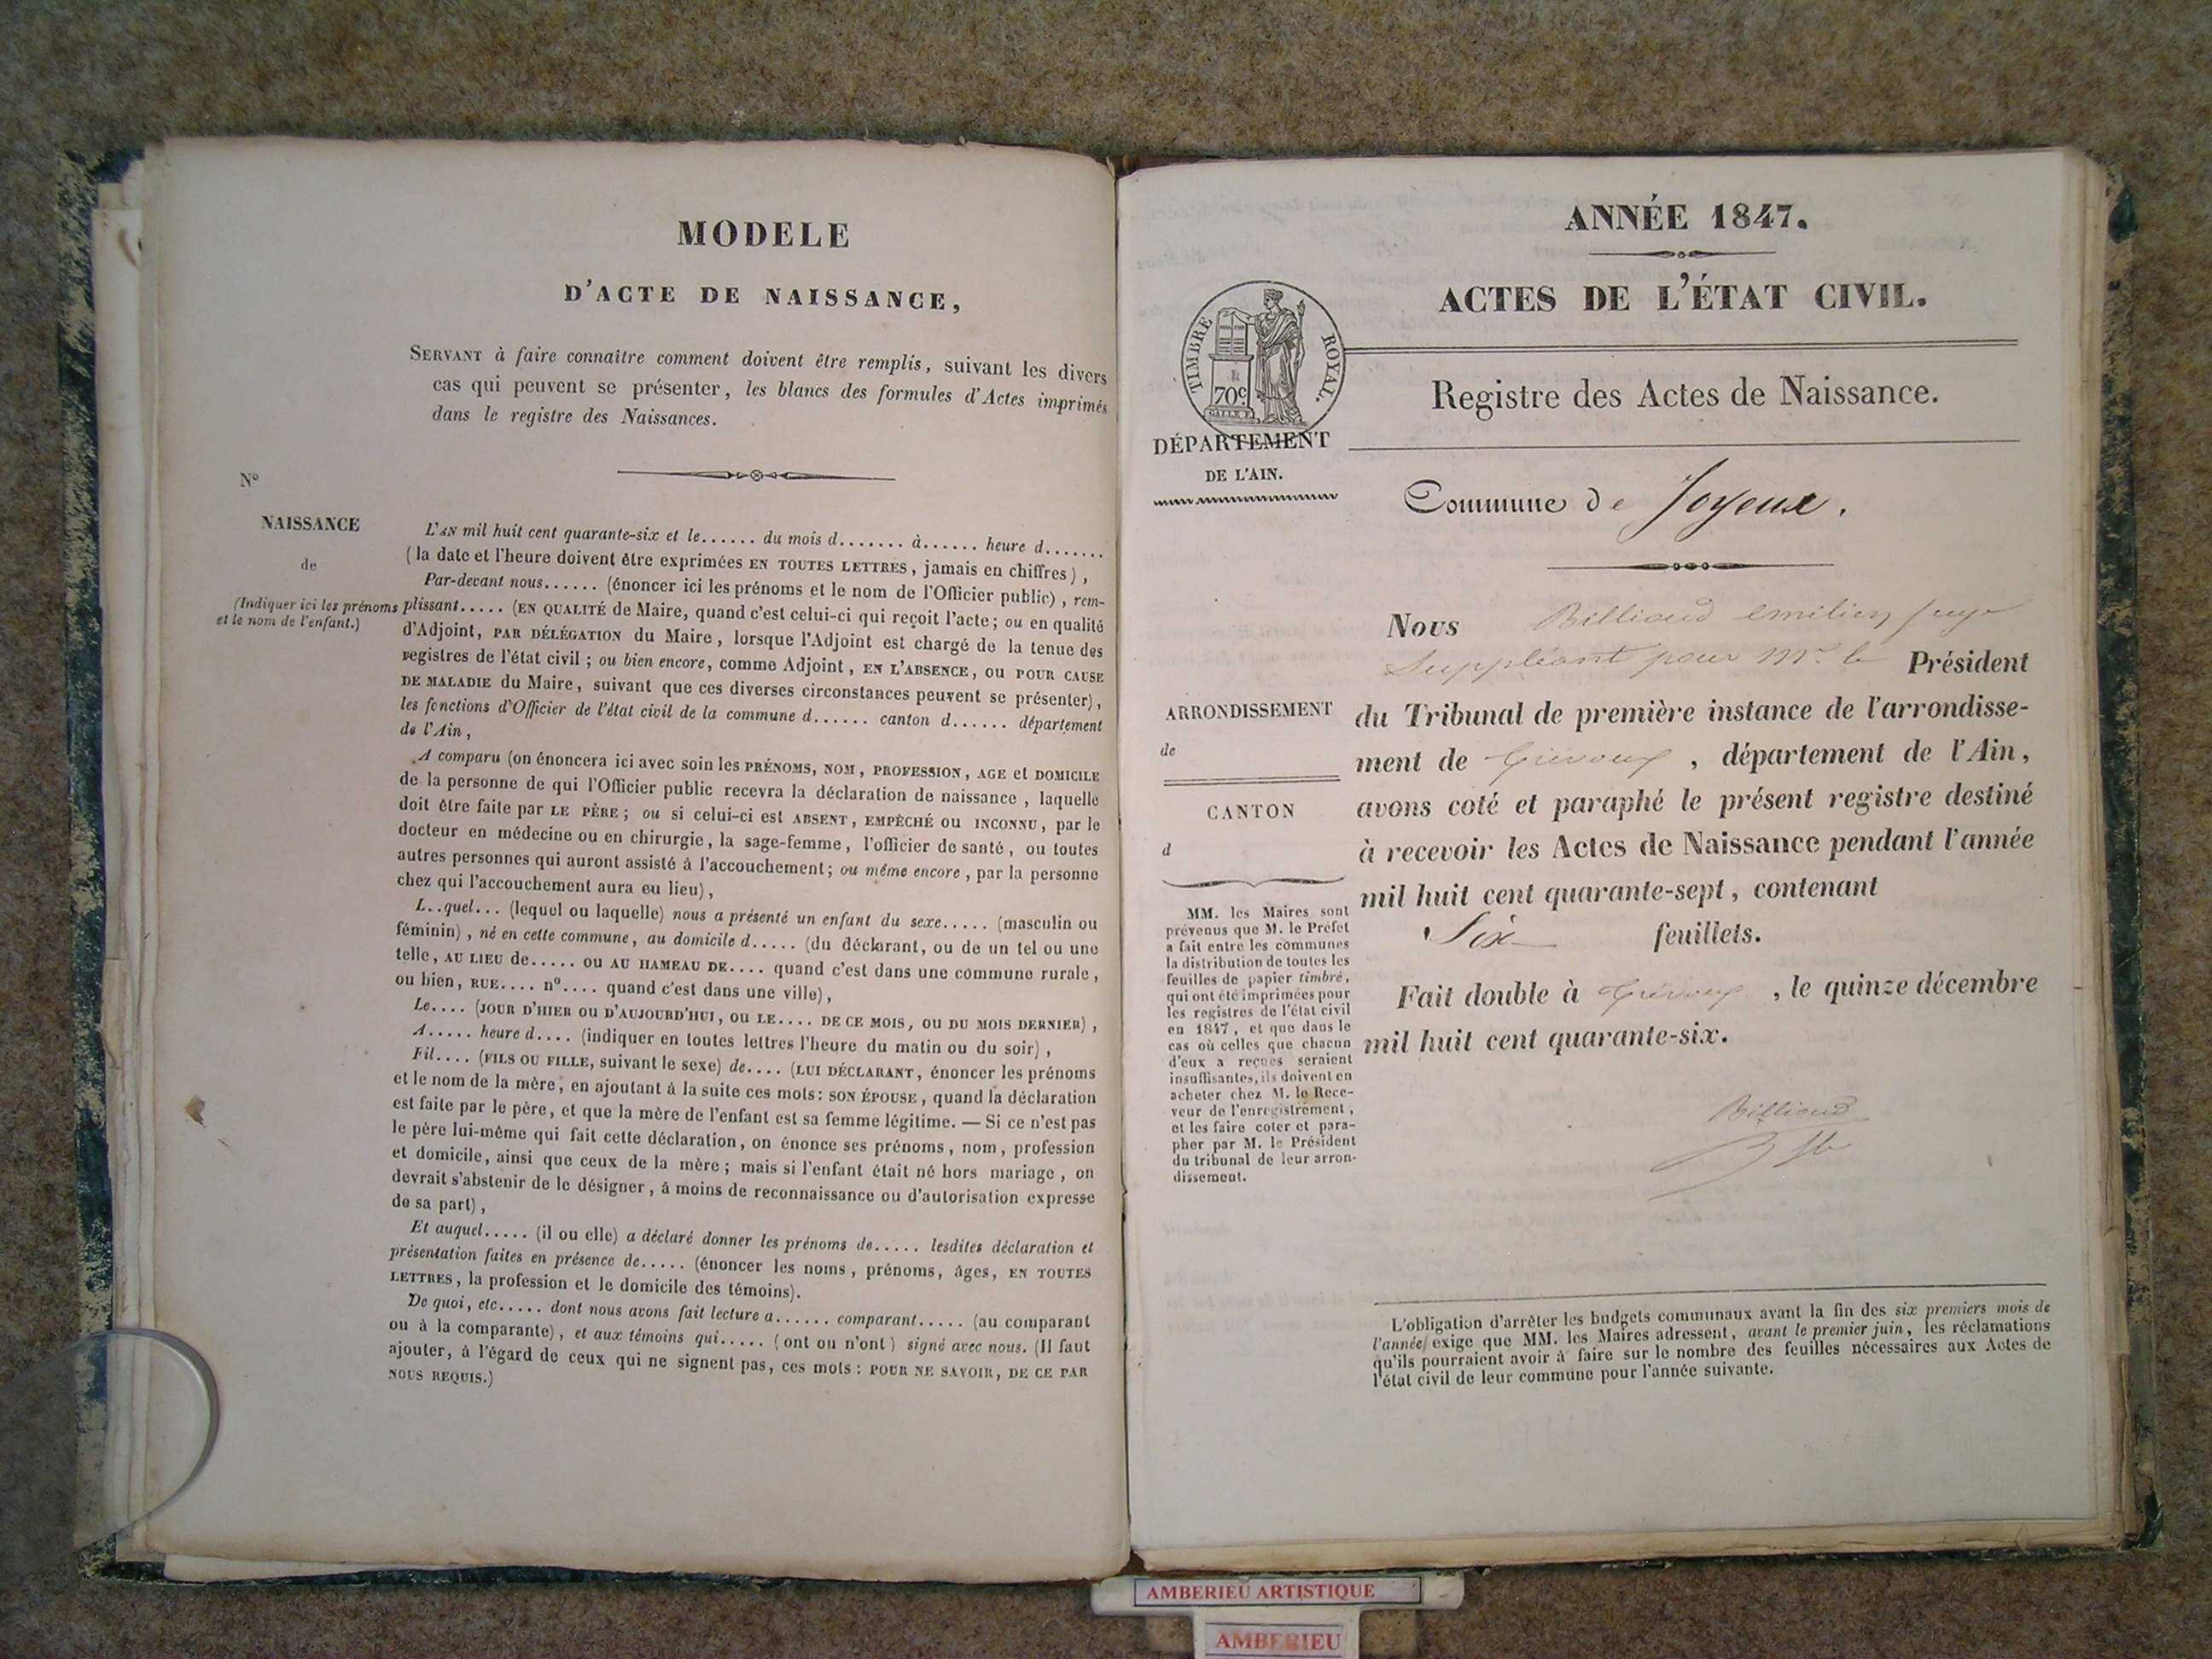 MODELE
D'ACTE DE NAISSANCE,
SERVANT à faire connaître comment doivent être remplis, suivant les divers
cas qui peuvent se présenter, les blancs des formules d'Actes imprimés
dans le registre des Naissances.
N°
NAISSANCE
de
(Indiquer ici les prénoms
et le nom de l'enfant.)
L'AN mil huit cent quarante-six et le...... du mois d....... à...... heure d.......
(la date et l'heure doivent être exprimées EN TOUTES LETTRES, jamais en chiffres),
Par-devant nous...... (énoncer ici les prénoms et le nom de l'Officier public), rem-
plissant..... (EN QUALITÉ de Maire, quand c'est celui-ci qui reçoit l'acte; ou en qualité
d'Adjoint, PAR DÉLÉGATION du Maire, lorsque l'Adjoint est chargé de la tenue des
registres de l'état civil; ou bien encore, comme Adjoint, EN L'ABSENCE, OU POUR CAUSE
DE MALADIE du Maire, suivant que ces diverses circonstances peuvent se présenter),
les fonctions d'Officier de l'état civil de la commune d...... canton d...... département
de l'Ain,
A comparu (on énoncera ici avec soin les PRÉNOMS, NOM, PROFESSION, AGE et DOMICILE
de la personne de qui l'Officier public recevra la déclaration de naissance, laquelle
doit être faite par LE PÈRE; ou si celui-ci est ABSENT, EMPÊCHÉ ou INCONNU, par le
docteur en médecine ou en chirurgie, la sage-femme, l'officier de santé, ou toutes
autres personnes qui auront assisté à l'accouchement; ou même encore, par la personne
chez qui l'accouchement aura eu lieu),
L..quel... (lequel ou laquelle) nous a présenté un enfant du sexe..... (masculin ou
féminin), né en cette commune, au domicile d..... (du déclarant, ou de un tel ou une
telle, AU LIEU de..... OU AU HAMEAU DE.... quand c'est dans une commune rurale,
ou bien, RUE.... n°.... quand c'est dans une ville),
Le.... (JOUR D'HIER OU D'AUJOURD'HUI, OU LE.... DE CE MOIS, OU DU MOIS DERNIER),
A..... heure d.... (indiquer en toutes lettres l'heure du matin ou du soir),
Fil.... (FILS OU FILLE, suivant le sexe) de.... (LUI DÉCLARANT, énoncer les prénoms
et le nom de la mère, en ajoutant à la suite ces mots: SON ÉPOUSE, quand la déclaration
est faite par le père, et que la mère de l'enfant est sa femme légitime. — Si ce n'est pas
le père lui-même qui fait cette déclaration, on énonce ses prénoms, nom, profession
et domicile, ainsi que ceux de la mère; mais si l'enfant était né hors mariage, on
devrait s'abstenir de le désigner, à moins de reconnaissance ou d'autorisation expresse
de sa part),
Et auquel..... (il ou elle) a déclaré donner les prénoms de..... lesdites déclaration et
présentation faites en présence de..... (énoncer les noms, prénoms, âges, EN TOUTES
LETTRES, la profession et le domicile des témoins).
De quoi, etc..... dont nous avons fait lecture a...... comparant..... (au comparant
ou à la comparante), et aux témoins qui..... (ont ou n'ont) signé avec nous. (Il faut
ajouter, à l'égard de ceux qui ne signent pas, ces mots: POUR NE SAVOIR, DE CE PAR
NOUS REQUIS.)
ANNÉE 1847.
ACTES DE L'ÉTAT CIVIL.
TIMBRE ROYAL.
70c
Registre des Actes de Naissance.
DÉPARTEMENT
DE L'AIN.
Commune de Joyeux.
Nous Billioud emilien Juge
Suppléant pour Mr. le Président
du Tribunal de première instance de l'arrondisse-
ment de Trévoux, département de l'Ain,
avons coté et paraphé le présent registre destiné
à recevoir les Actes de Naissance pendant l'année
mil huit cent quarante-sept, contenant
Six feuillets.
Fait double à Trévoux, le quinze décembre
mil huit cent quarante-six.
Billioud
ARRONDISSEMENT
de
CANTON
d
MM. les Maires sont
prévenus que M. le Préfet
a fait entre les communes
la distribution de toutes les
feuilles de papier timbré,
qui ont été imprimées pour
les registres de l'état civil
en 1847, et que dans le
cas où celles que chacun
d'eux a reçues seraient
insuffisantes, ils doivent en
acheter chez M. le Rece-
veur de l'enregistrement,
et les faire coter et para-
pher par M. le Président
du tribunal de leur arron-
dissement.
L'obligation d'arrêter les budgets communaux avant la fin des six premiers mois de
l'année exige que MM. les Maires adressent, avant le premier juin, les réclamations
qu'ils pourraient avoir à faire sur le nombre des feuilles nécessaires aux Actes de
l'état civil de leur commune pour l'année suivante.
AMBERIEU ARTISTIQUE
AMBERIEU